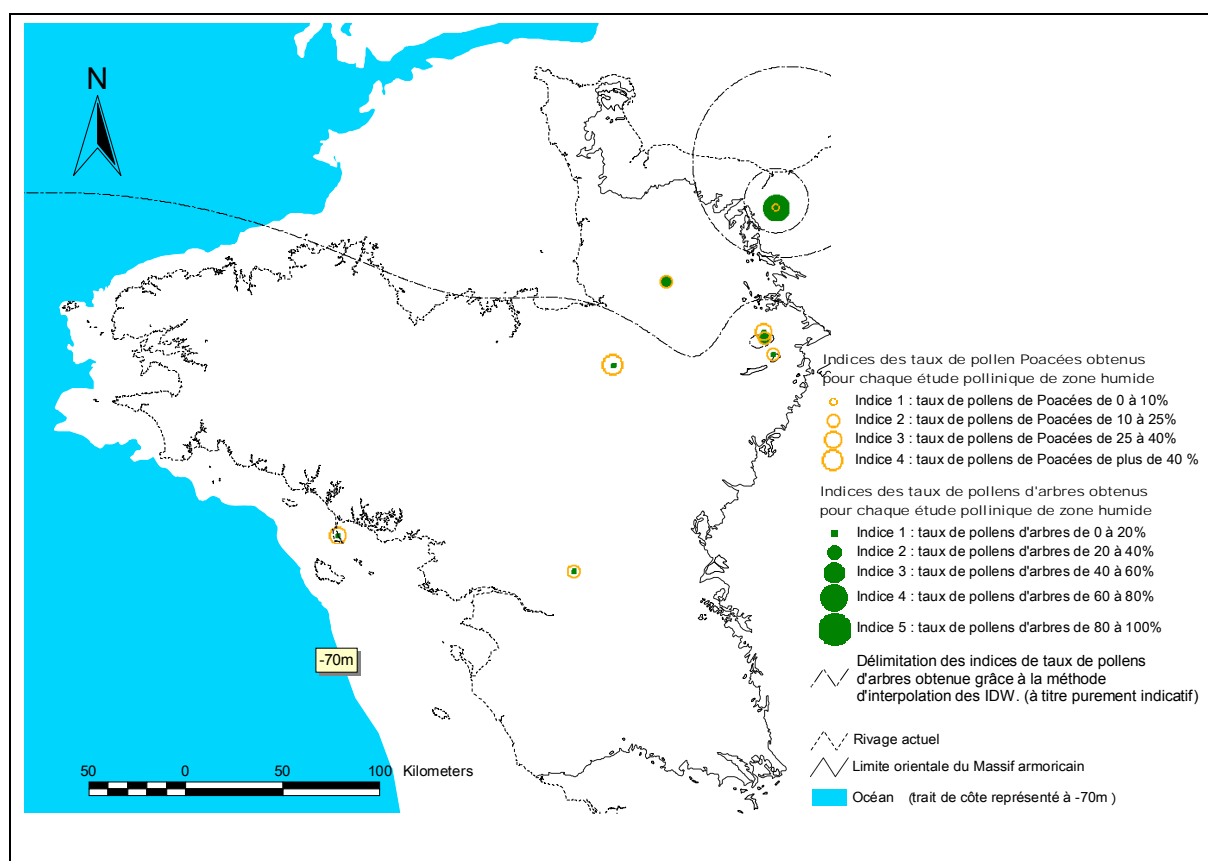 N
Indices des taux de pollen Poacées obtenus
pour chaque étude pollinique de zone humide
Indice 1 : taux de pollens de Poacées de 0 à 10%
Indice 2 : taux de pollens de Poacées de 10 à 25%
Indice 3 : taux de pollens de Poacées de 25 à 40%
Indice 4 : taux de pollens de Poacées de plus de 40 %
Indices des taux de pollens d'arbres obtenus
pour chaque étude pollinique de zone humide
Indice 1 : taux de pollens d'arbres de 0 à 20%
Indice 2 : taux de pollens d'arbres de 20 à 40%
Indice 3 : taux de pollens d'arbres de 40 à 60%
Indice 4 : taux de pollens d'arbres de 60 à 80%
Indice 5 : taux de pollens d'arbres de 80 à 100%
-70m
Délimitation des indices de taux de pollens
d'arbres obtenue grâce à la méthode
d'interpolation des IDW. (à titre purement indicatif)
Rivage actuel
Limite orientale du Massif armoricain
Océan (trait de côte représenté à -70m )
50 0 50 100 Kilometers